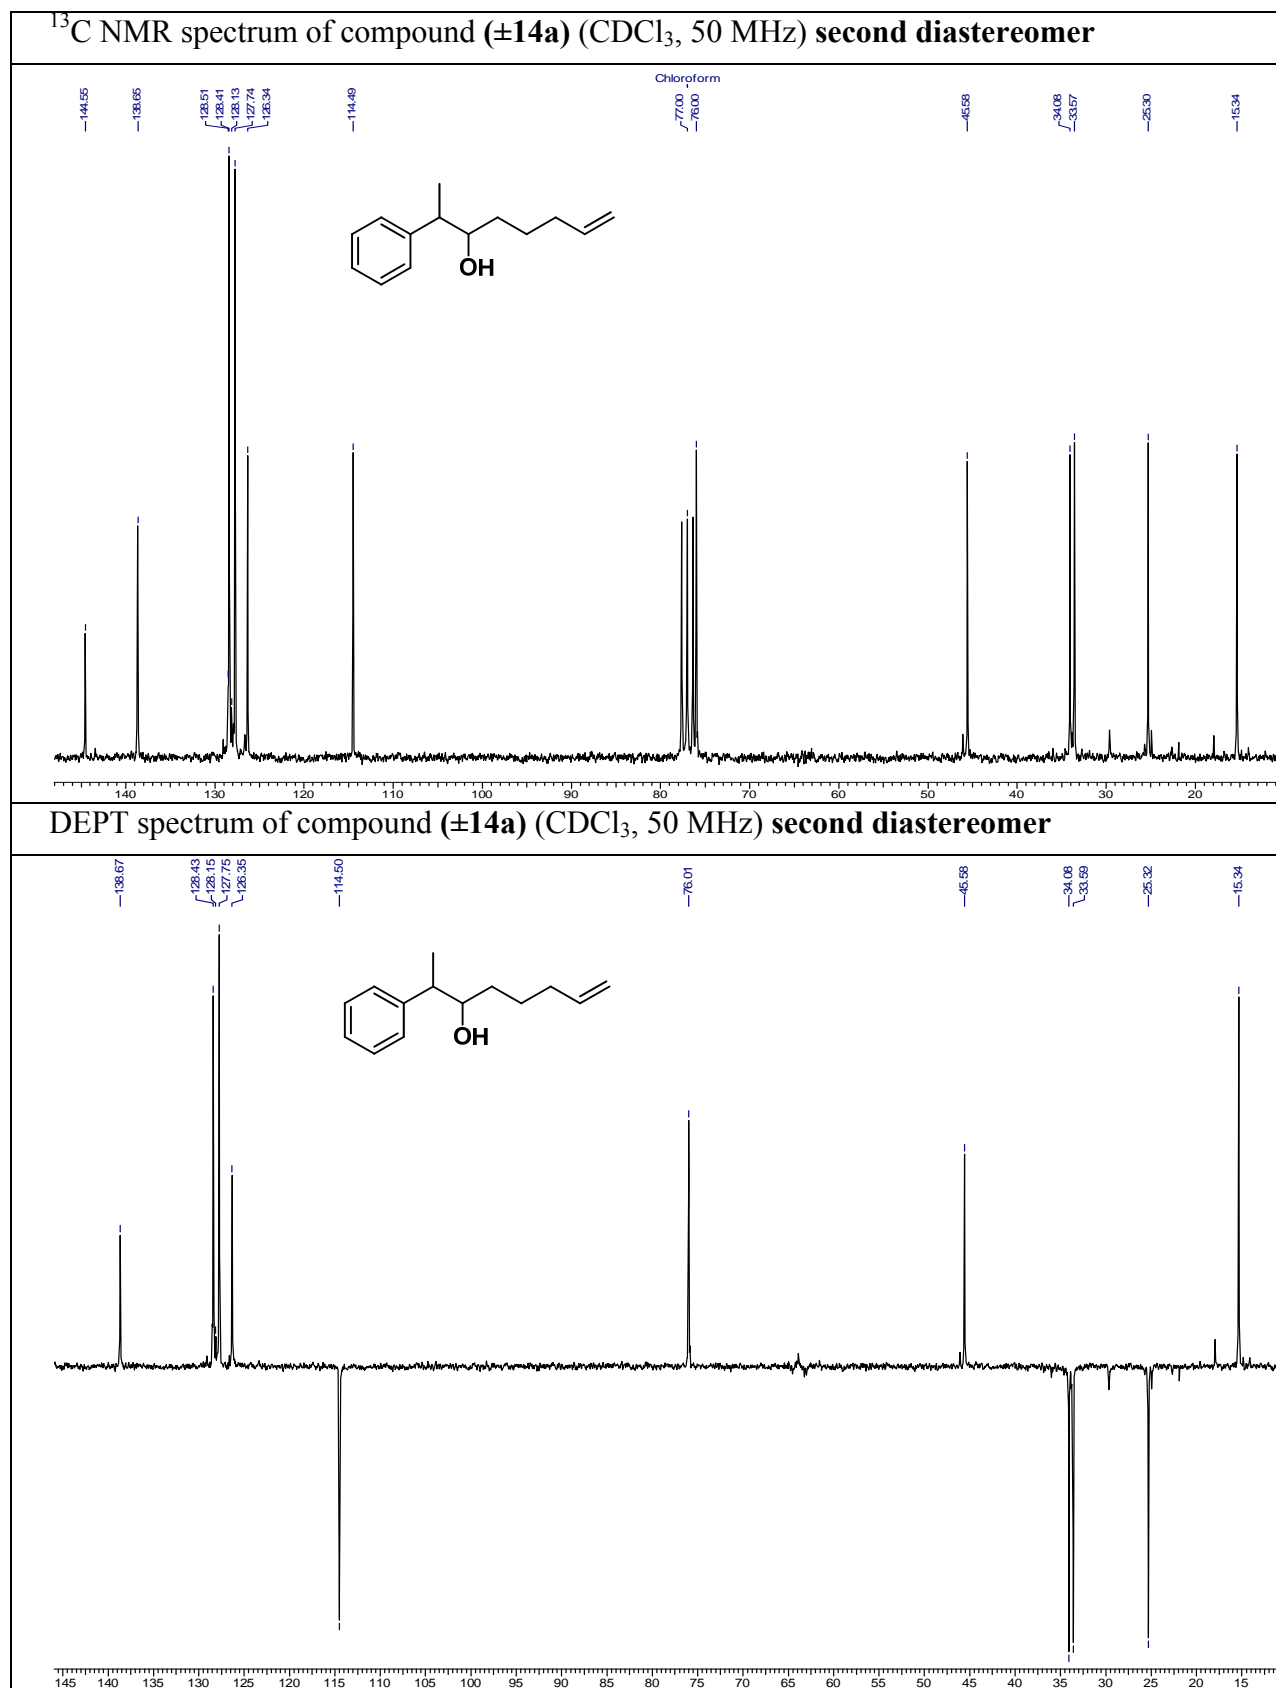 ¹³C NMR spectrum of compound (±14a) (CDCl₃, 50 MHz) second diastereomer
Chloroform
144.55 138.65 128.51 128.41 128.13 127.74 126.34 114.49 77.00 76.00 45.58 34.08 33.57 25.30 15.34
OH
140 130 120 110 100 90 80 70 60 50 40 30 20
DEPT spectrum of compound (±14a) (CDCl₃, 50 MHz) second diastereomer
138.67 128.43 128.15 127.75 126.35 114.50 76.01 45.58 34.08 33.59 25.32 15.34
OH
145 140 135 130 125 120 115 110 105 100 95 90 85 80 75 70 65 60 55 50 45 40 35 30 25 20 15